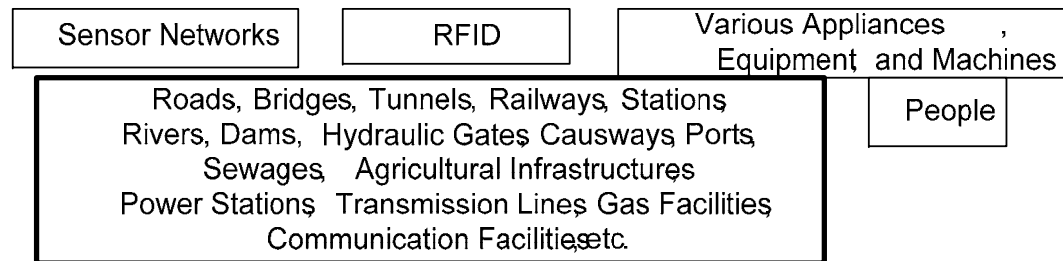 Sensor Networks
RFID
Various Appliances ,
Equipment, and Machines
Roads, Bridges, Tunnels, Railways, Stations,
Rivers, Dams, Hydraulic Gates, Causways, Ports,
Sewages, Agricultural Infrastructures,
Power Stations, Transmission Lines, Gas Facilities,
Communication Facilities,etc.
People